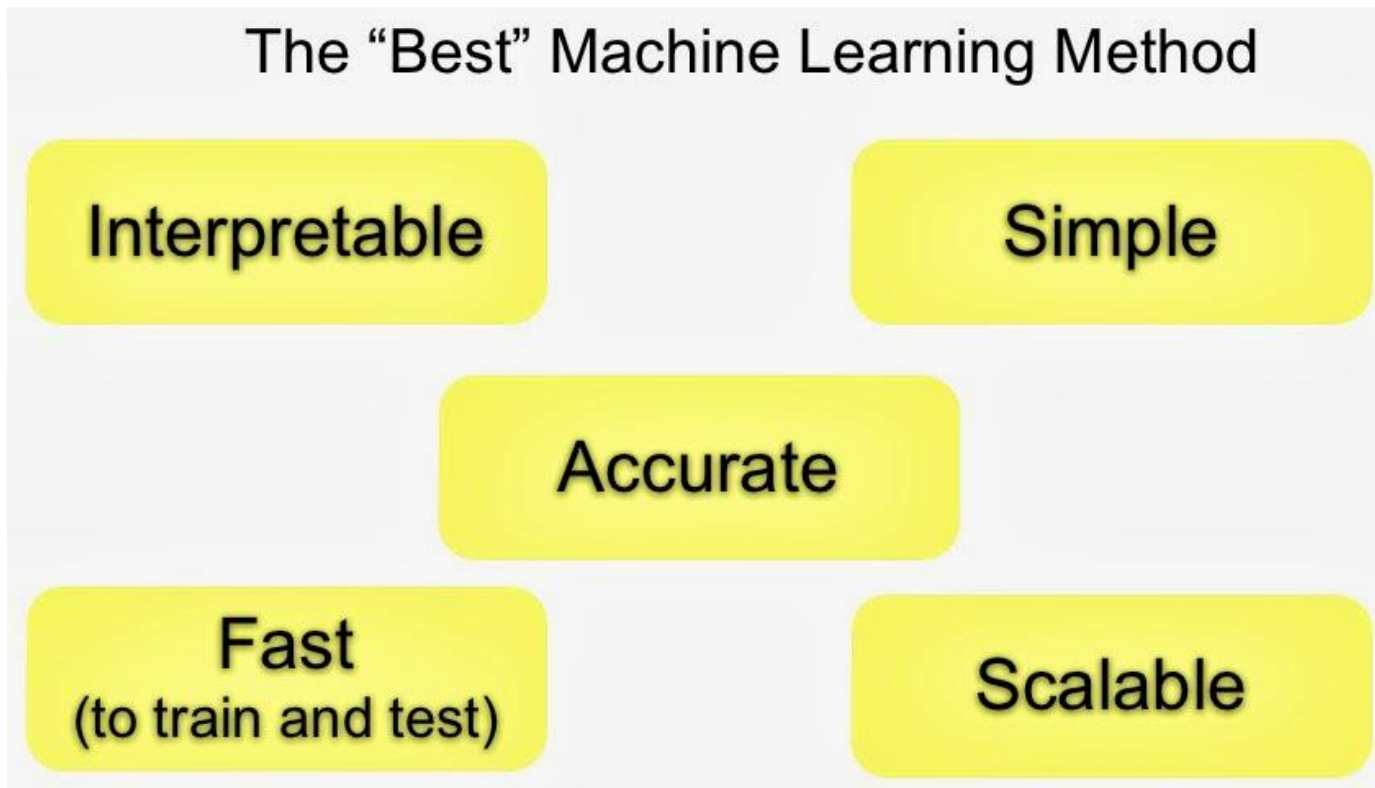 The “Best” Machine Learning Method
Interpretable
Simple
Accurate
Fast
(to train and test)
Scalable